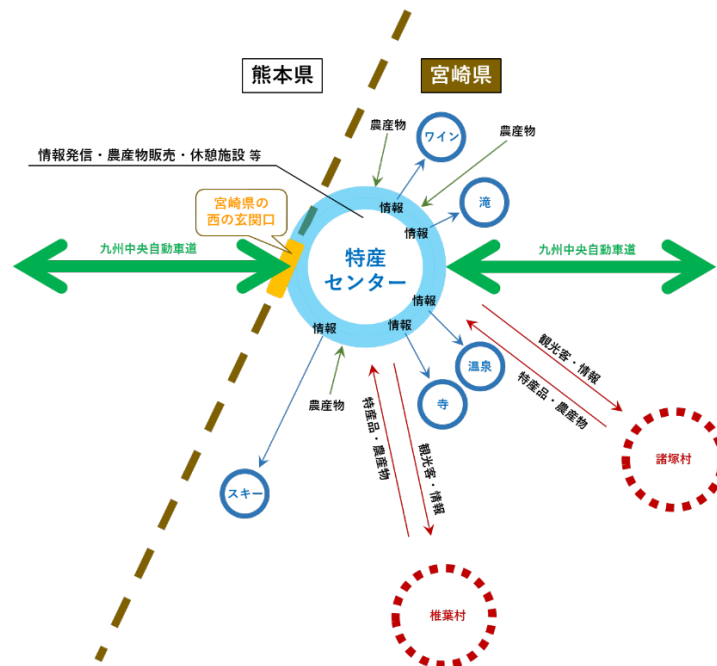 熊本県
宮崎県
農産物
ワイン
農産物
情報発信・農産物販売・休憩施設 等
宮崎県の
西の玄関口
情報
滝
情報
九州中央自動車道
特産
センター
九州中央自動車道
情報
情報
情報
温泉
観光客・情報
特産品・農産物
寺
農産物
特産品・農産物
観光客・情報
諸塚村
スキー
椎葉村